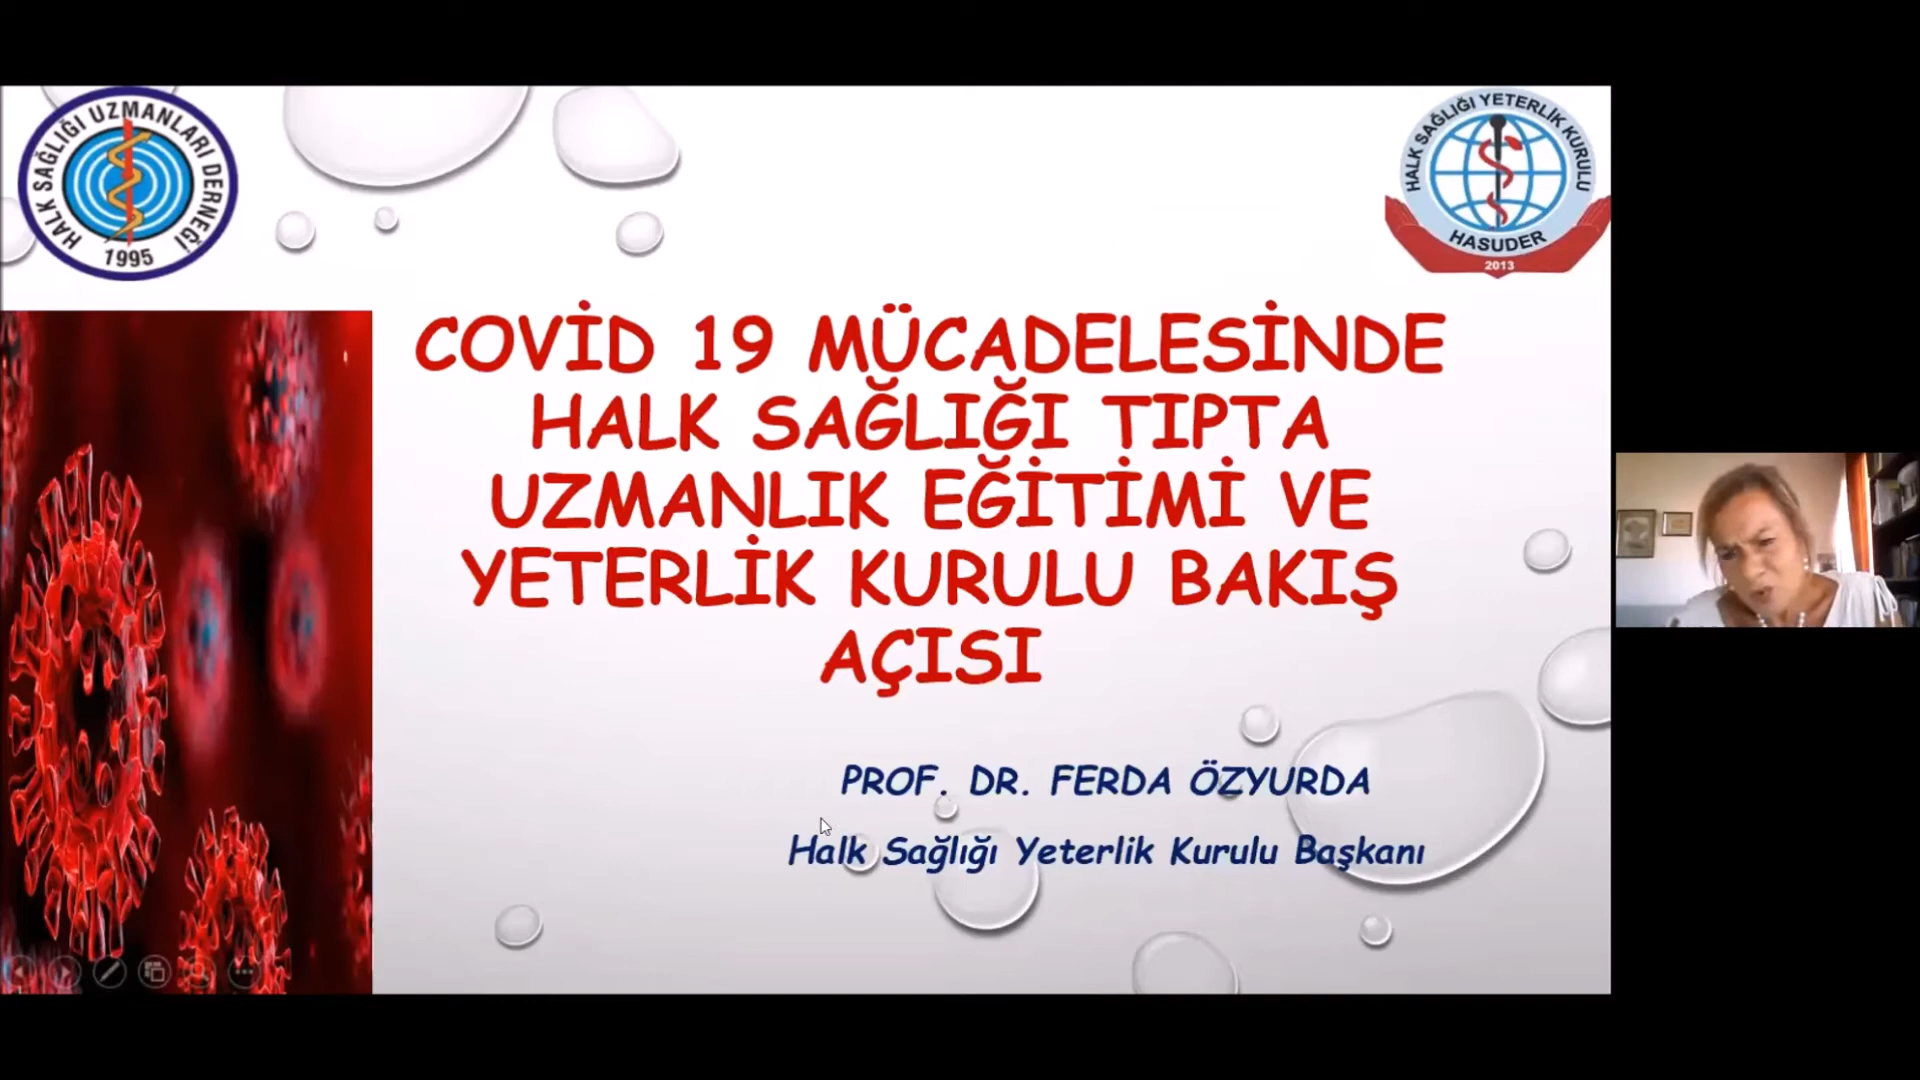 HALK SAĞLIĞI UZMANLARI DERNEĞİ
1995
HALK SAĞLIĞI YETERLİK KURULU
HASUDER
2013
COVİD 19 MÜCADELESİNDE
HALK SAĞLIĞI TIPTA
UZMANLIK EĞİTİMİ VE
YETERLİK KURULU BAKIŞ
AÇISI
PROF. DR. FERDA ÖZYURDA
Halk Sağlığı Yeterlik Kurulu Başkanı